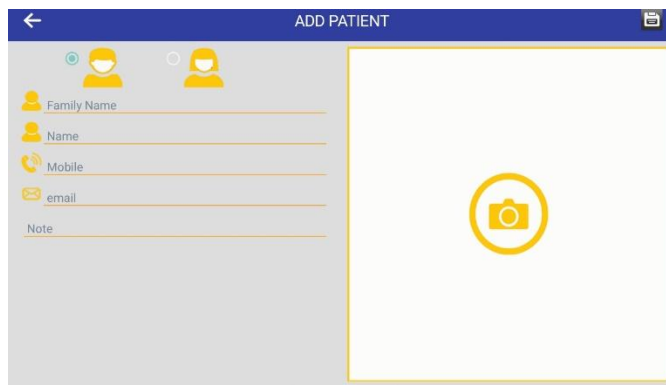 ADD PATIENT
Family Name
Name
Mobile
email
Note